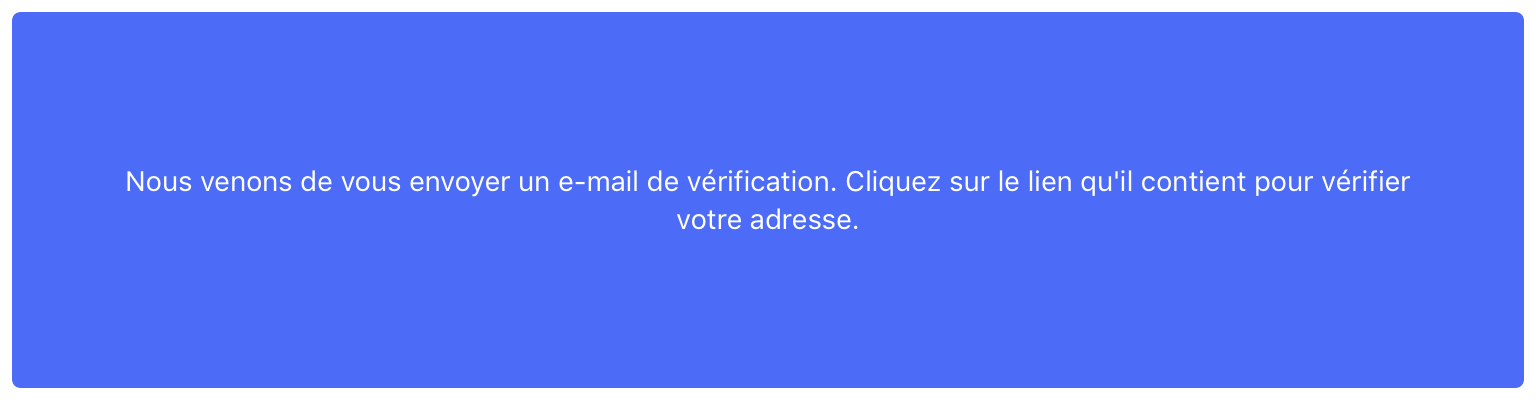 Nous venons de vous envoyer un e-mail de vérification. Cliquez sur le lien qu'il contient pour vérifier
votre adresse.